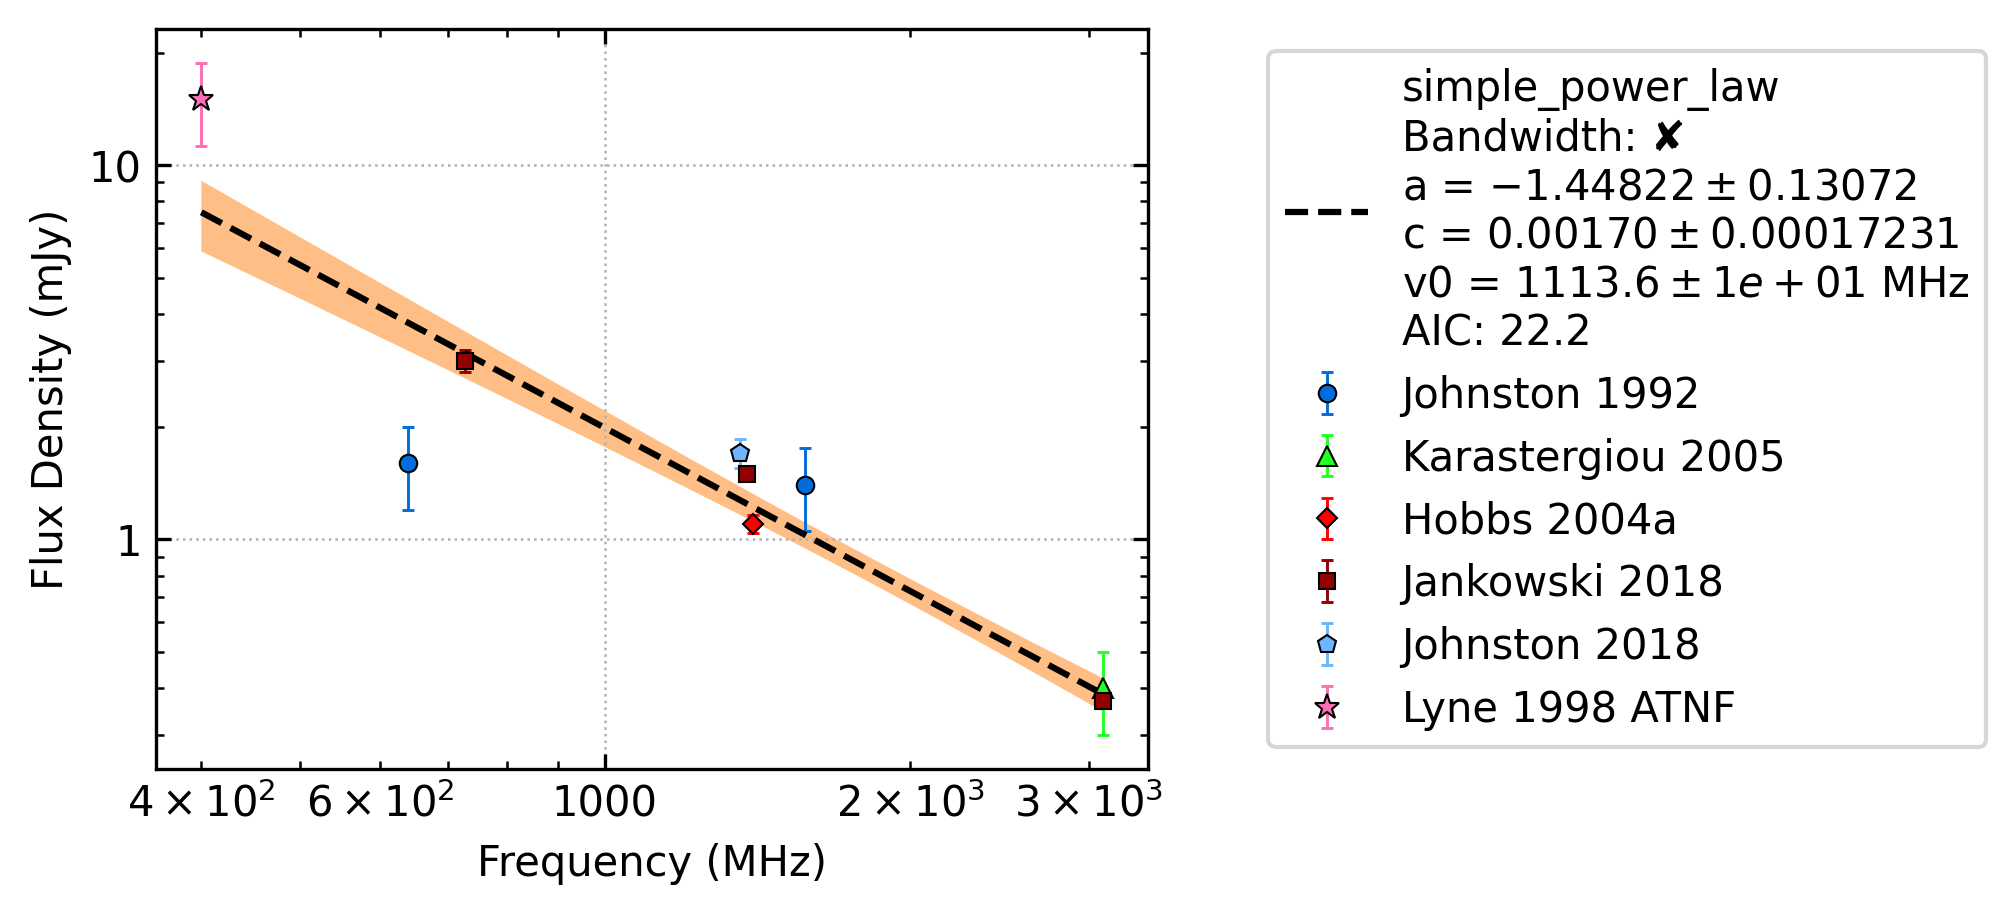 simple_power_law
Bandwidth: ✘
a = −1.44822 ± 0.13072
c = 0.00170 ± 0.00017231
v0 = 1113.6 ± 1e + 01 MHz
AIC: 22.2
Johnston 1992
Karastergiou 2005
Hobbs 2004a
Jankowski 2018
Johnston 2018
Lyne 1998 ATNF
Flux Density (mJy)
10
1
4 × 10² 6 × 10² 1000 2 × 10³ 3 × 10³
Frequency (MHz)